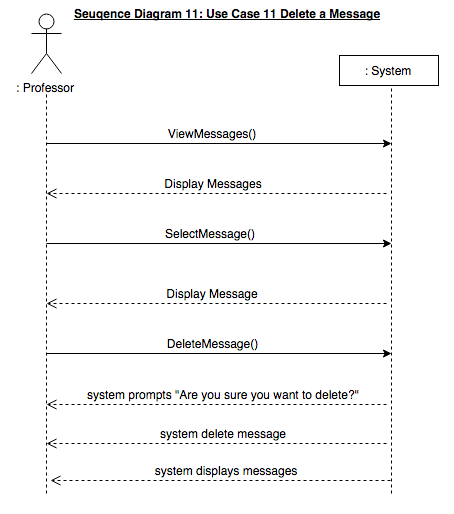 Seuqence Diagram 11: Use Case 11 Delete a Message
: Professor
: System
ViewMessages()
Display Messages
SelectMessage()
Display Message
DeleteMessage()
system prompts "Are you sure you want to delete?"
system delete message
system displays messages